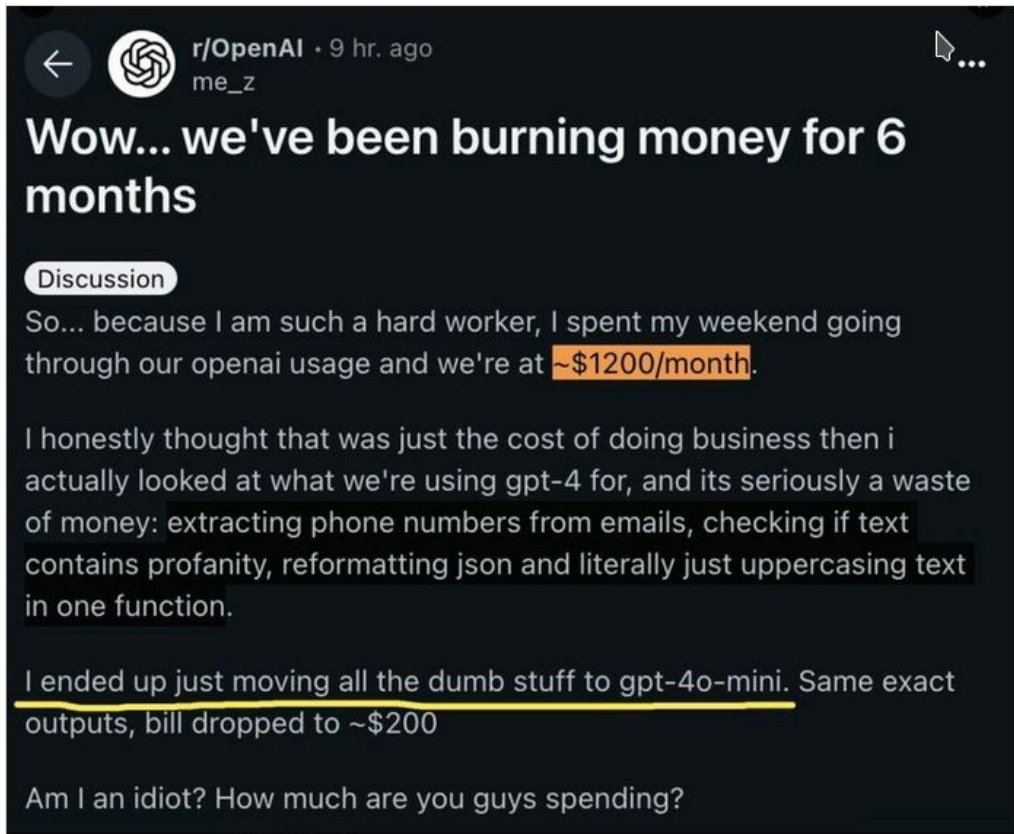 r/OpenAI · 9 hr. ago
me_z
Wow... we've been burning money for 6
months
Discussion
So... because I am such a hard worker, I spent my weekend going
through our openai usage and we're at ~$1200/month.
I honestly thought that was just the cost of doing business then i
actually looked at what we're using gpt-4 for, and its seriously a waste
of money: extracting phone numbers from emails, checking if text
contains profanity, reformatting json and literally just uppercasing text
in one function.
I ended up just moving all the dumb stuff to gpt-4o-mini. Same exact
outputs, bill dropped to ~$200
Am I an idiot? How much are you guys spending?